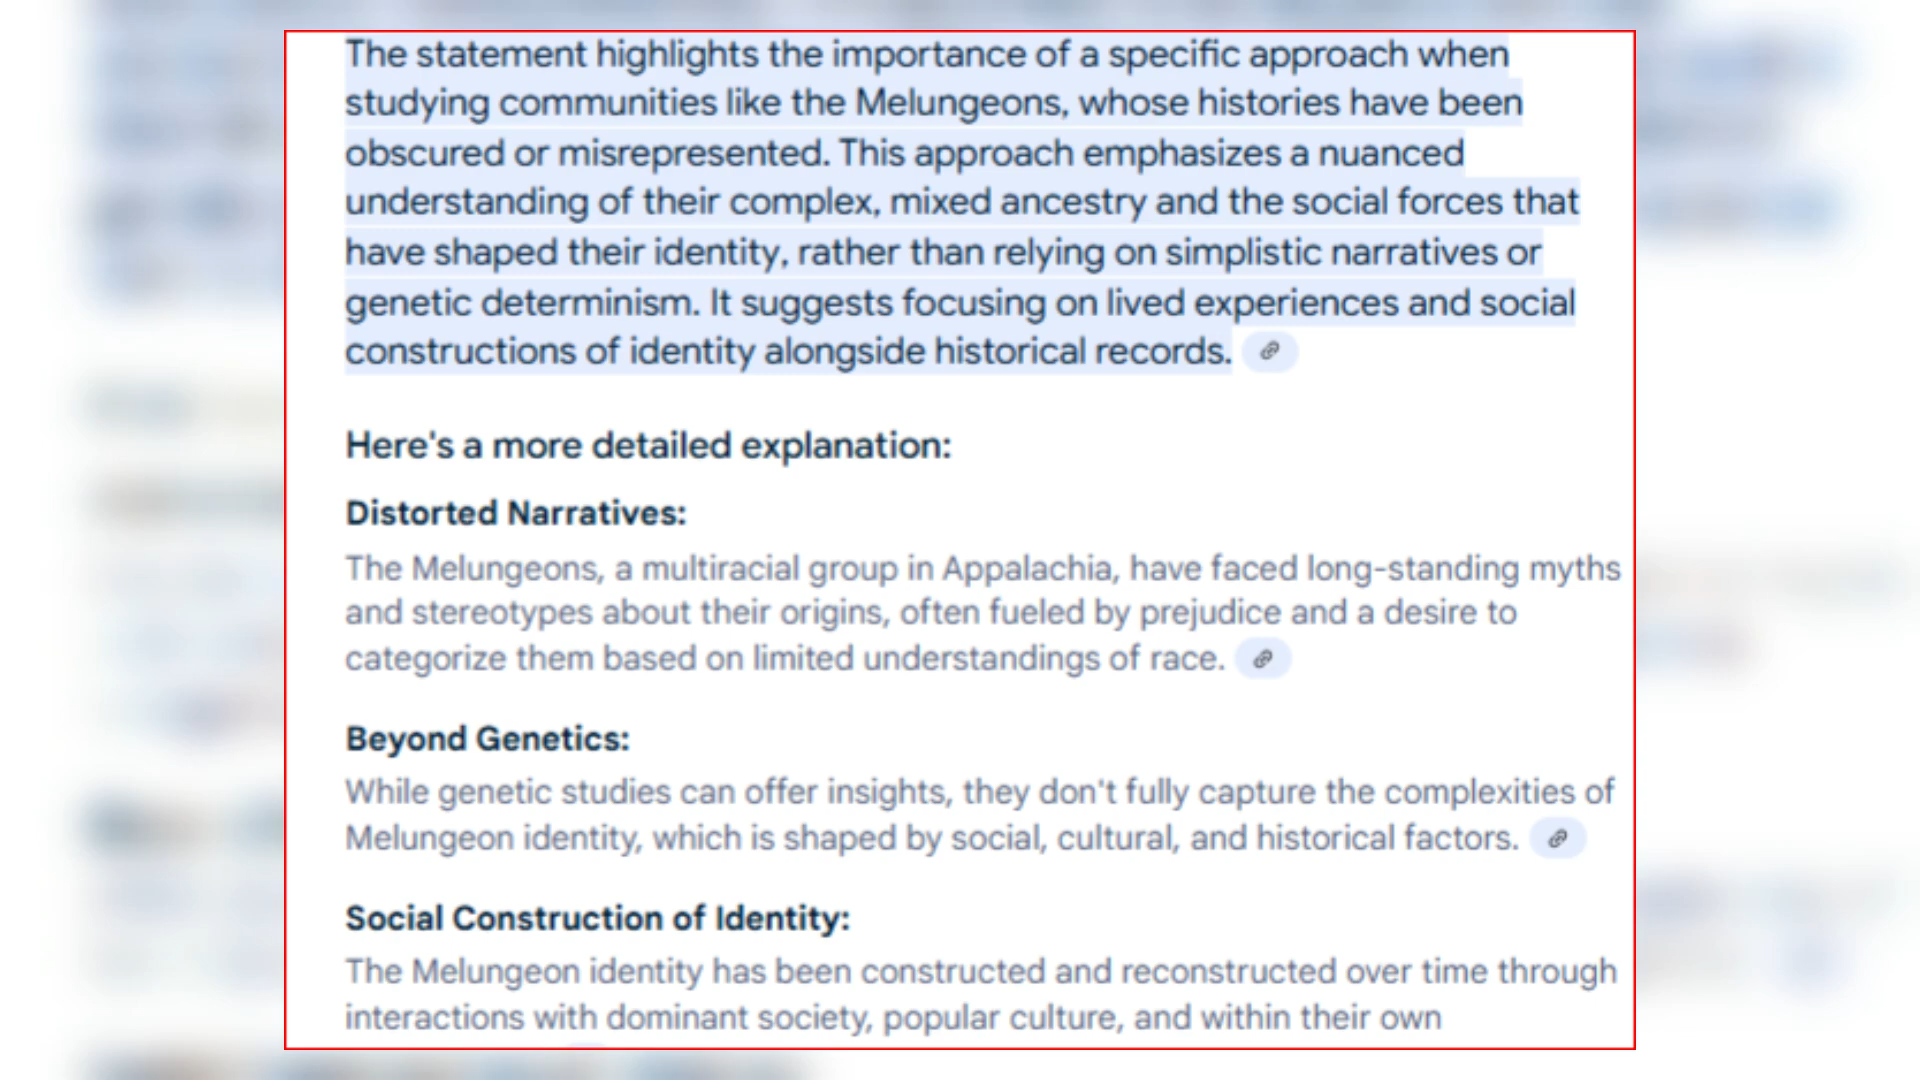 The statement highlights the importance of a specific approach when
studying communities like the Melungeons, whose histories have been
obscured or misrepresented. This approach emphasizes a nuanced
understanding of their complex, mixed ancestry and the social forces that
have shaped their identity, rather than relying on simplistic narratives or
genetic determinism. It suggests focusing on lived experiences and social
constructions of identity alongside historical records.
Here's a more detailed explanation:
Distorted Narratives:
The Melungeons, a multiracial group in Appalachia, have faced long-standing myths
and stereotypes about their origins, often fueled by prejudice and a desire to
categorize them based on limited understandings of race.
Beyond Genetics:
While genetic studies can offer insights, they don't fully capture the complexities of
Melungeon identity, which is shaped by social, cultural, and historical factors.
Social Construction of Identity:
The Melungeon identity has been constructed and reconstructed over time through
interactions with dominant society, popular culture, and within their own